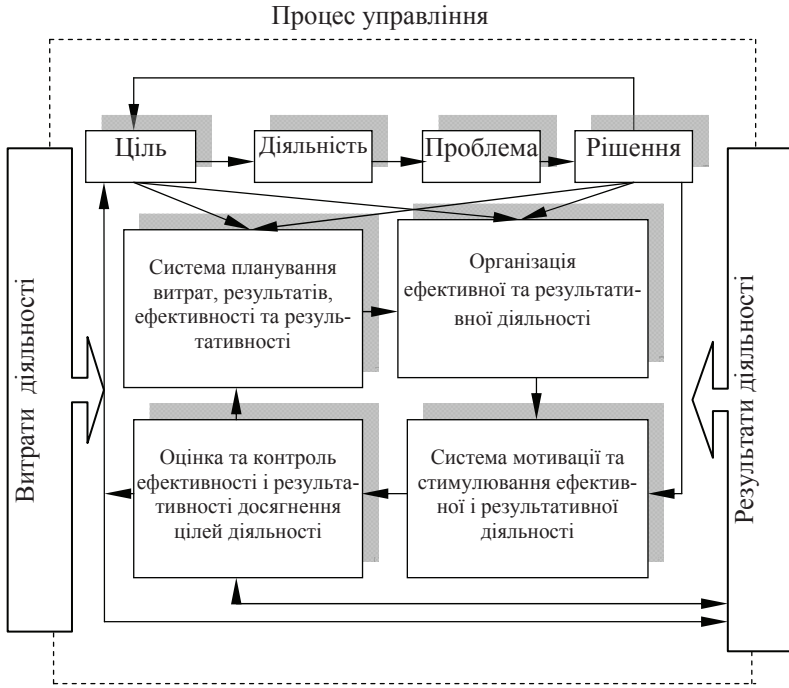 Процес управління
Ціль
Діяльність
Проблема
Рішення
Витрати діяльності
Система планування
витрат, результатів,
ефективності та резуль-
тативності
Організація
ефективної та результати-
вної діяльності
Оцінка та контроль
ефективності і результа-
тивності досягнення
цілей діяльності
Система мотивації та
стимулювання ефектив-
ної і результативної
діяльності
Результати діяльності